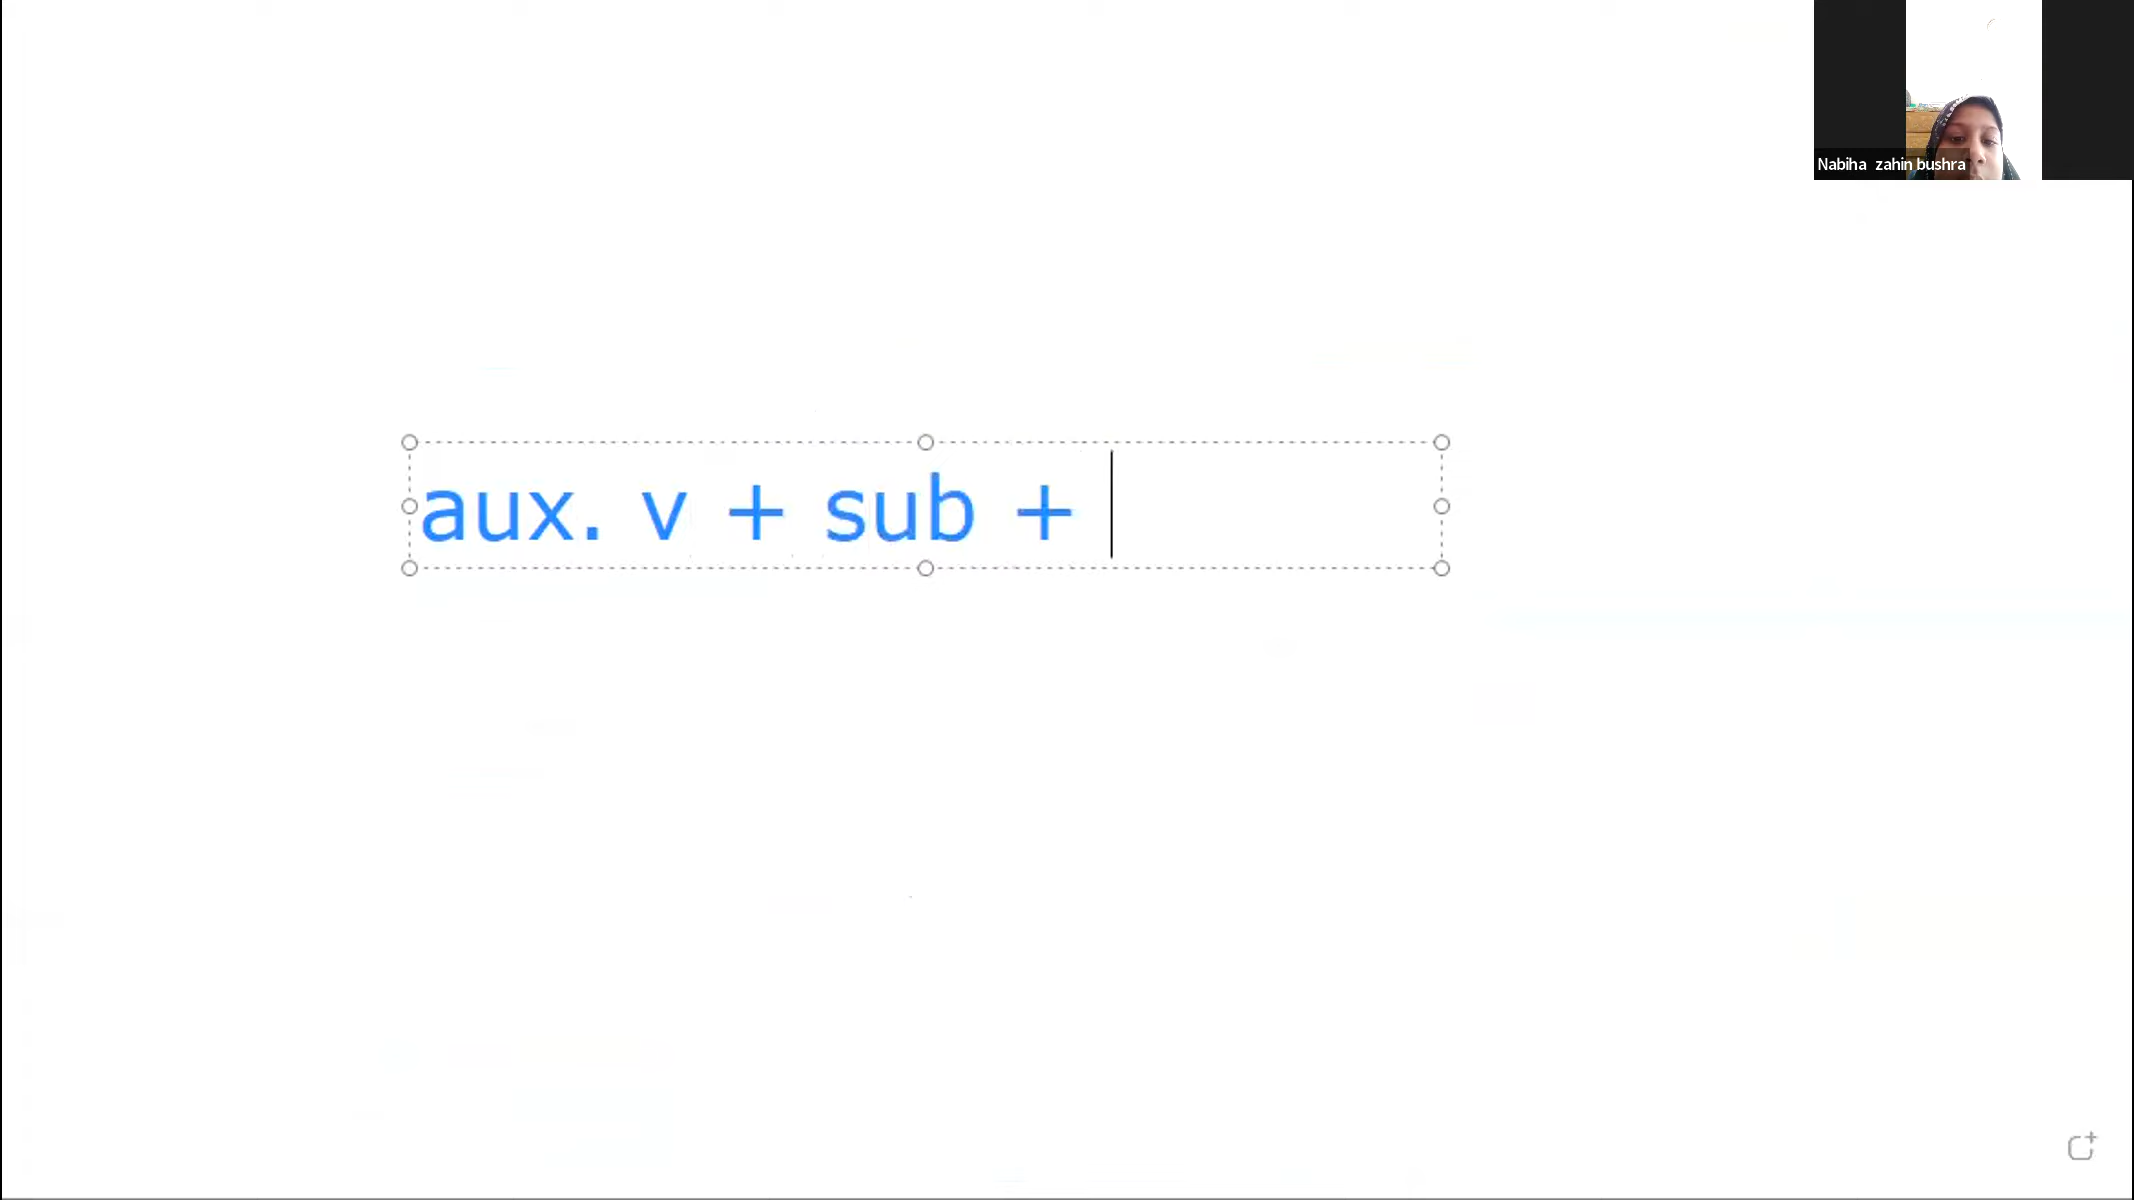 Nabiha zahin bushra
aux. v + sub +